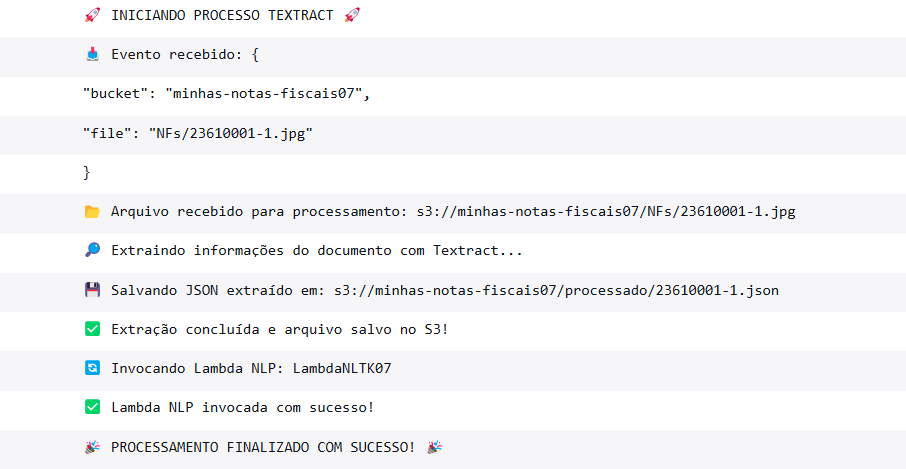 🚀 INICIANDO PROCESSO TEXTRACT 🚀
📥 Evento recebido: {
"bucket": "minhas-notas-fiscais07",
"file": "NFs/23610001-1.jpg"
}
📂 Arquivo recebido para processamento: s3://minhas-notas-fiscais07/NFs/23610001-1.jpg
🔎 Extraindo informações do documento com Textract...
💾 Salvando JSON extraído em: s3://minhas-notas-fiscais07/processado/23610001-1.json
✅ Extração concluída e arquivo salvo no S3!
🔄 Invocando Lambda NLP: LambdaNLTK07
✅ Lambda NLP invocada com sucesso!
🎉 PROCESSAMENTO FINALIZADO COM SUCESSO! 🎉